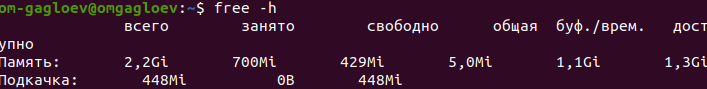 om-gagloev@omgagloev:~$ free -h
всего занято свободно общая буф./врем. дост
упно
Память: 2,2Gi 700Mi 429Mi 5,0Mi 1,1Gi 1,3Gi
Подкачка: 448Mi 0B 448Mi